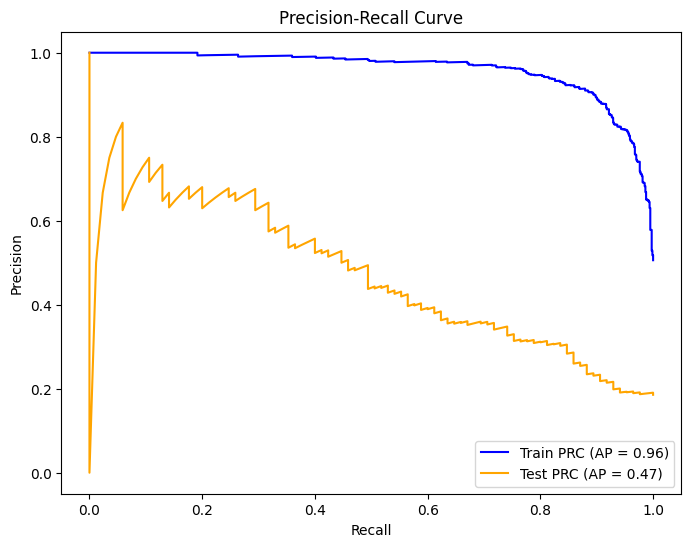 Precision-Recall Curve
Precision
1.0
0.8
0.6
0.4
0.2
0.0
0.0 0.2 0.4 0.6 0.8 1.0
Recall
Train PRC (AP = 0.96)
Test PRC (AP = 0.47)